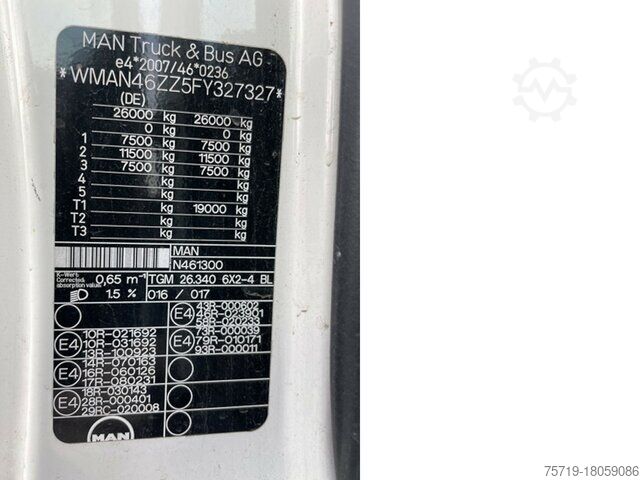 MAN Truck & Bus AG
e4*2007/46*0236
*WMAN46ZZ5FY327327*
(DE)
26000 kg 26000 kg
0 kg 0 kg
1 7500 kg 7500 kg
2 11500 kg 11500 kg
3 7500 kg 7500 kg
4 kg kg
5 kg kg
T1 19000 kg
T2 kg
T3 kg
MAN
N461300
K-Wert
Corrected
absorption value
0,65 m⁻¹ TGM 26.340 6X2-4 BL
1.5 % 016 / 017
43R-000602
E4 46R-023901
58R-020233
10R-021692 73R-000039
E4 10R-031692 E4 79R-010171
13R-100923 93R-000011
14R-070163
E4 16R-060126
17R-080231
18R-030143
E4 28R-000401
29RC-020008
MAN
75719-18059086